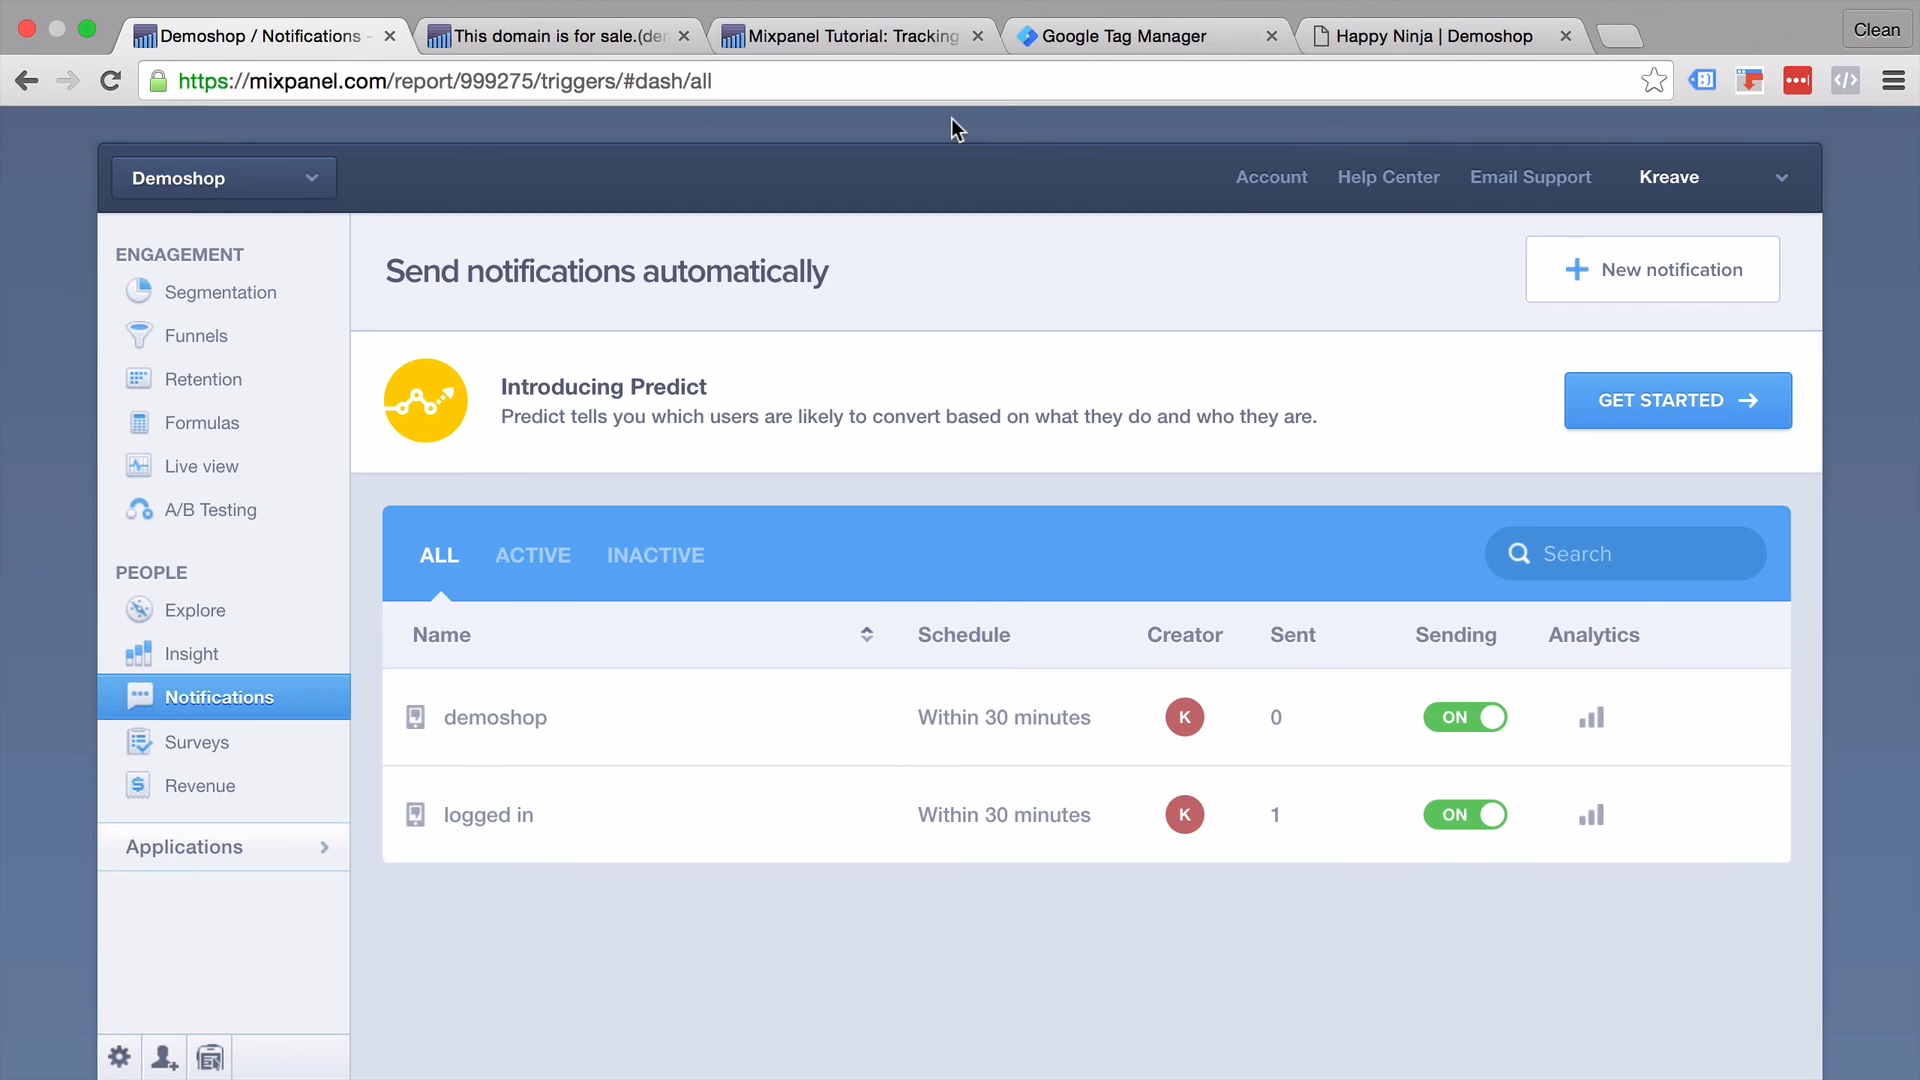 Demoshop / Notifications -
This domain is for sale.(der
Mixpanel Tutorial: Tracking
Google Tag Manager
Happy Ninja | Demoshop
Clean
https://mixpanel.com/report/999275/triggers/#dash/all
Demoshop
Account
Help Center
Email Support
Kreave
ENGAGEMENT
Segmentation
Funnels
Retention
Formulas
Live view
A/B Testing
PEOPLE
Explore
Insight
Notifications
Surveys
Revenue
Applications
Send notifications automatically
New notification
Introducing Predict
Predict tells you which users are likely to convert based on what they do and who they are.
GET STARTED
ALL ACTIVE INACTIVE
Search
Name Schedule Creator Sent Sending Analytics
demoshop Within 30 minutes K 0 ON
logged in Within 30 minutes K 1 ON